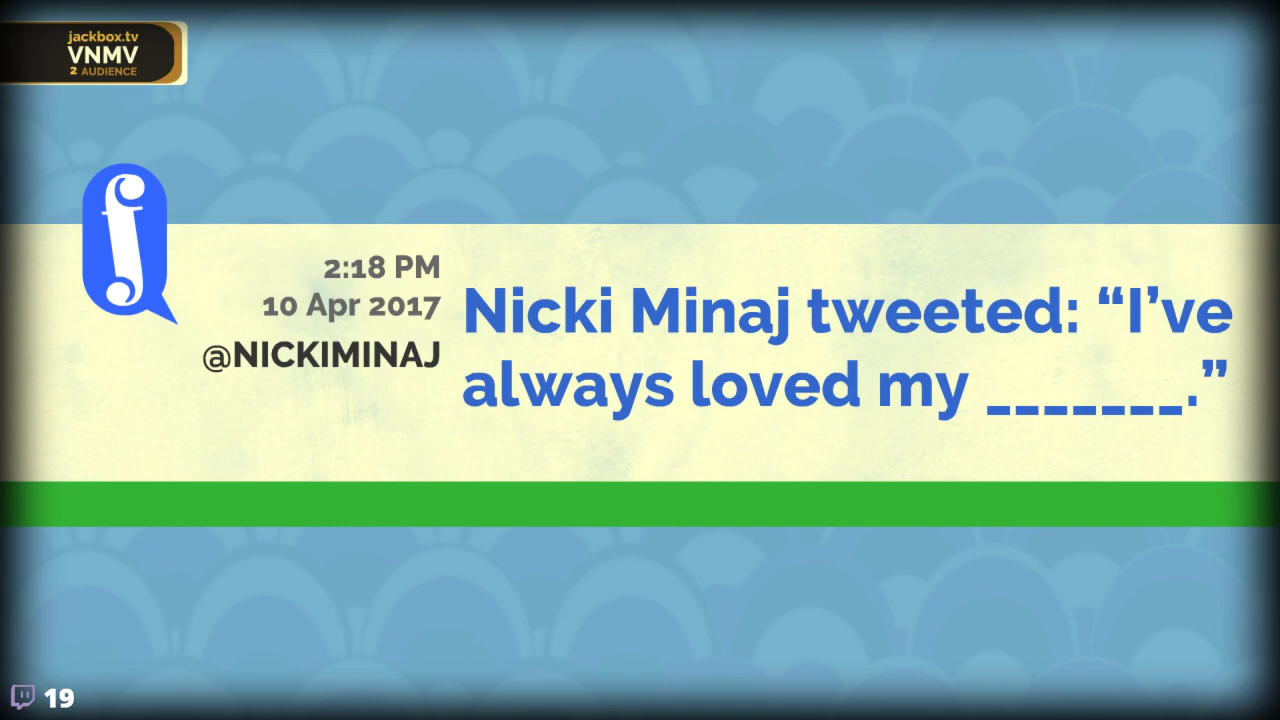 jackbox.tv
VNMV
2 AUDIENCE
f
2:18 PM
10 Apr 2017
@NICKIMINAJ
Nicki Minaj tweeted: “I’ve
always loved my _______.”
19